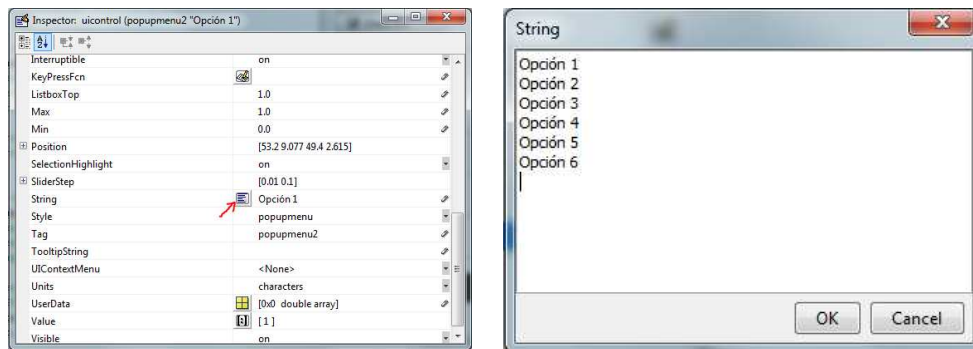 Inspector: uicontrol (popupmenu2 "Opción 1")
Interruptible on
KeyPressFcn
ListboxTop 1.0
Max 1.0
Min 0.0
Position [53.2 9.077 49.4 2.615]
SelectionHighlight on
SliderStep [0.01 0.1]
String Opción 1
Style popupmenu
Tag popupmenu2
TooltipString
UIContextMenu <None>
Units characters
UserData [0x0 double array]
Value [1]
Visible on
String
Opción 1
Opción 2
Opción 3
Opción 4
Opción 5
Opción 6
OK Cancel